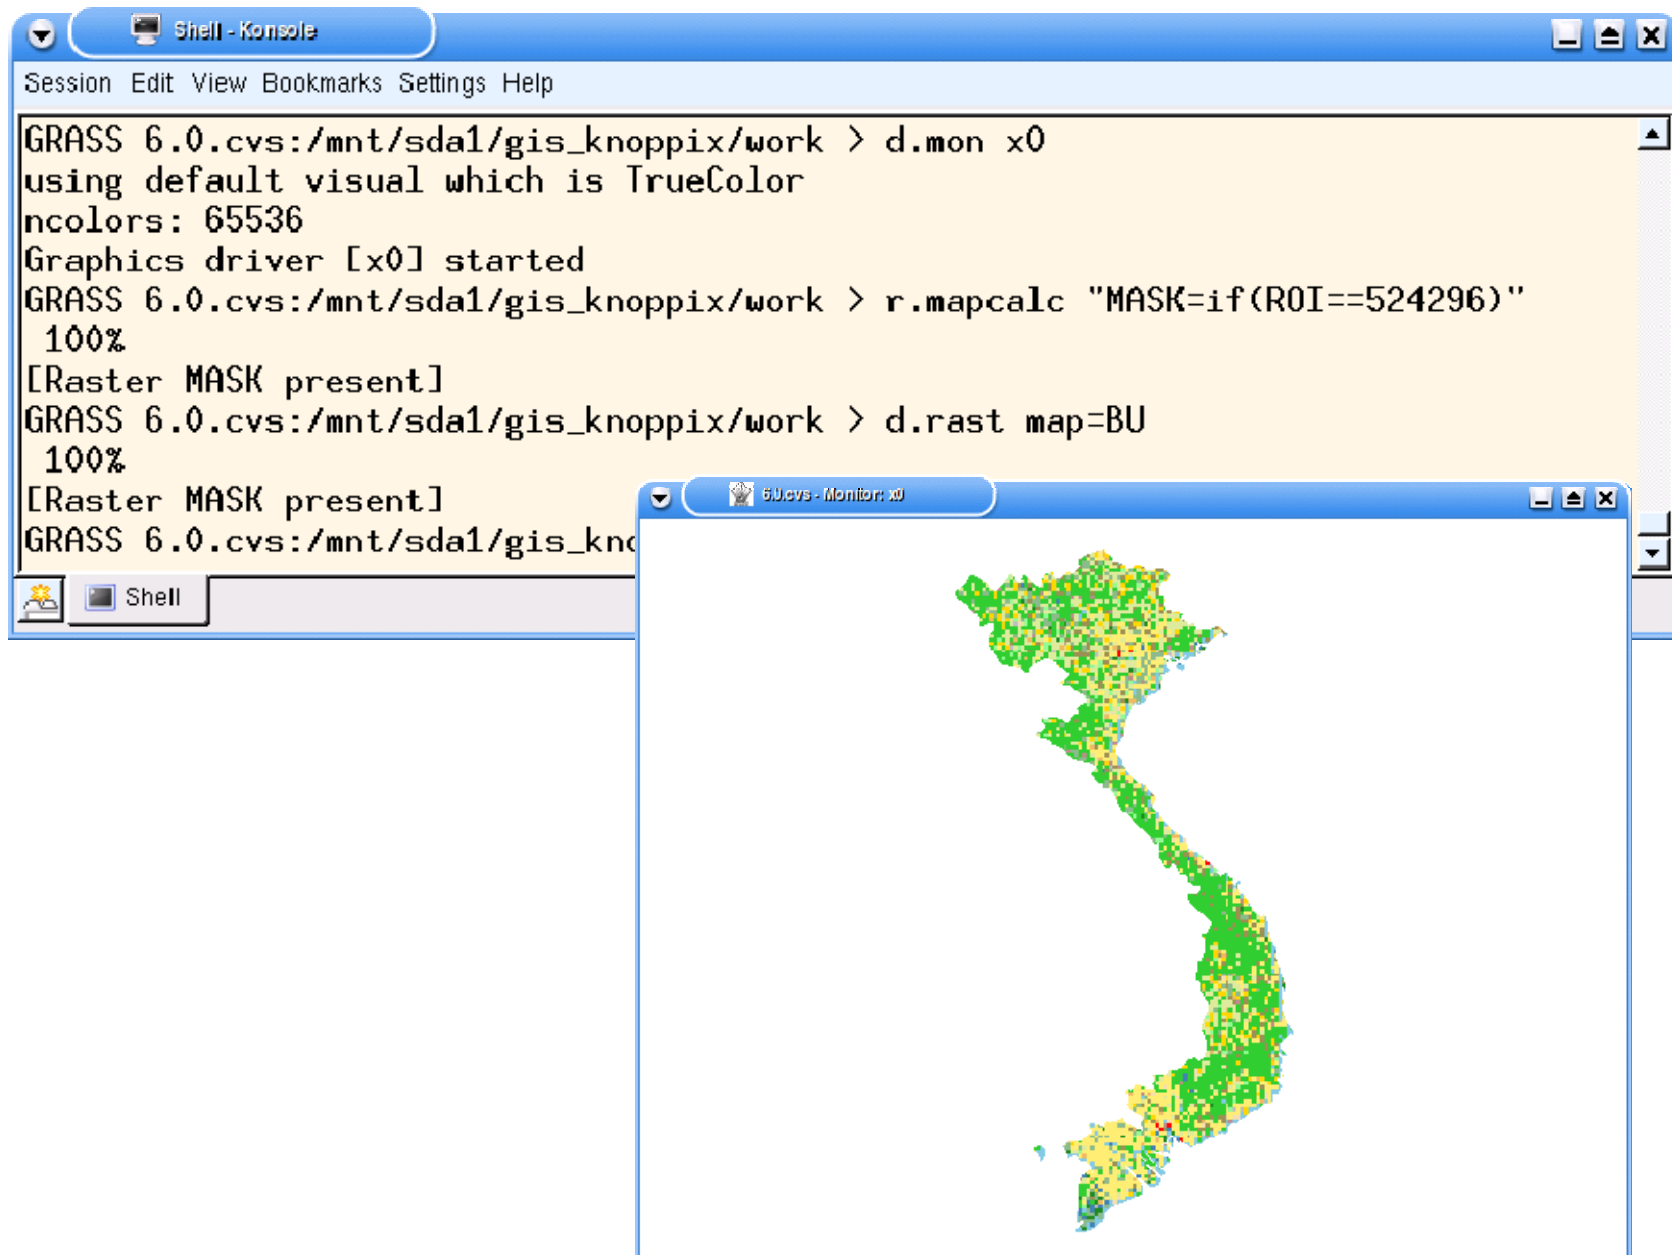 Shell - Konsole
Session Edit View Bookmarks Settings Help
GRASS 6.0.cvs:/mnt/sda1/gis_knoppix/work > d.mon x0
using default visual which is TrueColor
ncolors: 65536
Graphics driver [x0] started
GRASS 6.0.cvs:/mnt/sda1/gis_knoppix/work > r.mapcalc "MASK=if(ROI==524296)"
100%
[Raster MASK present]
GRASS 6.0.cvs:/mnt/sda1/gis_knoppix/work > d.rast map=BU
100%
[Raster MASK present]
GRASS 6.0.cvs:/mnt/sda1/gis_kno
6.0.cvs - Monitor: x0
Shell